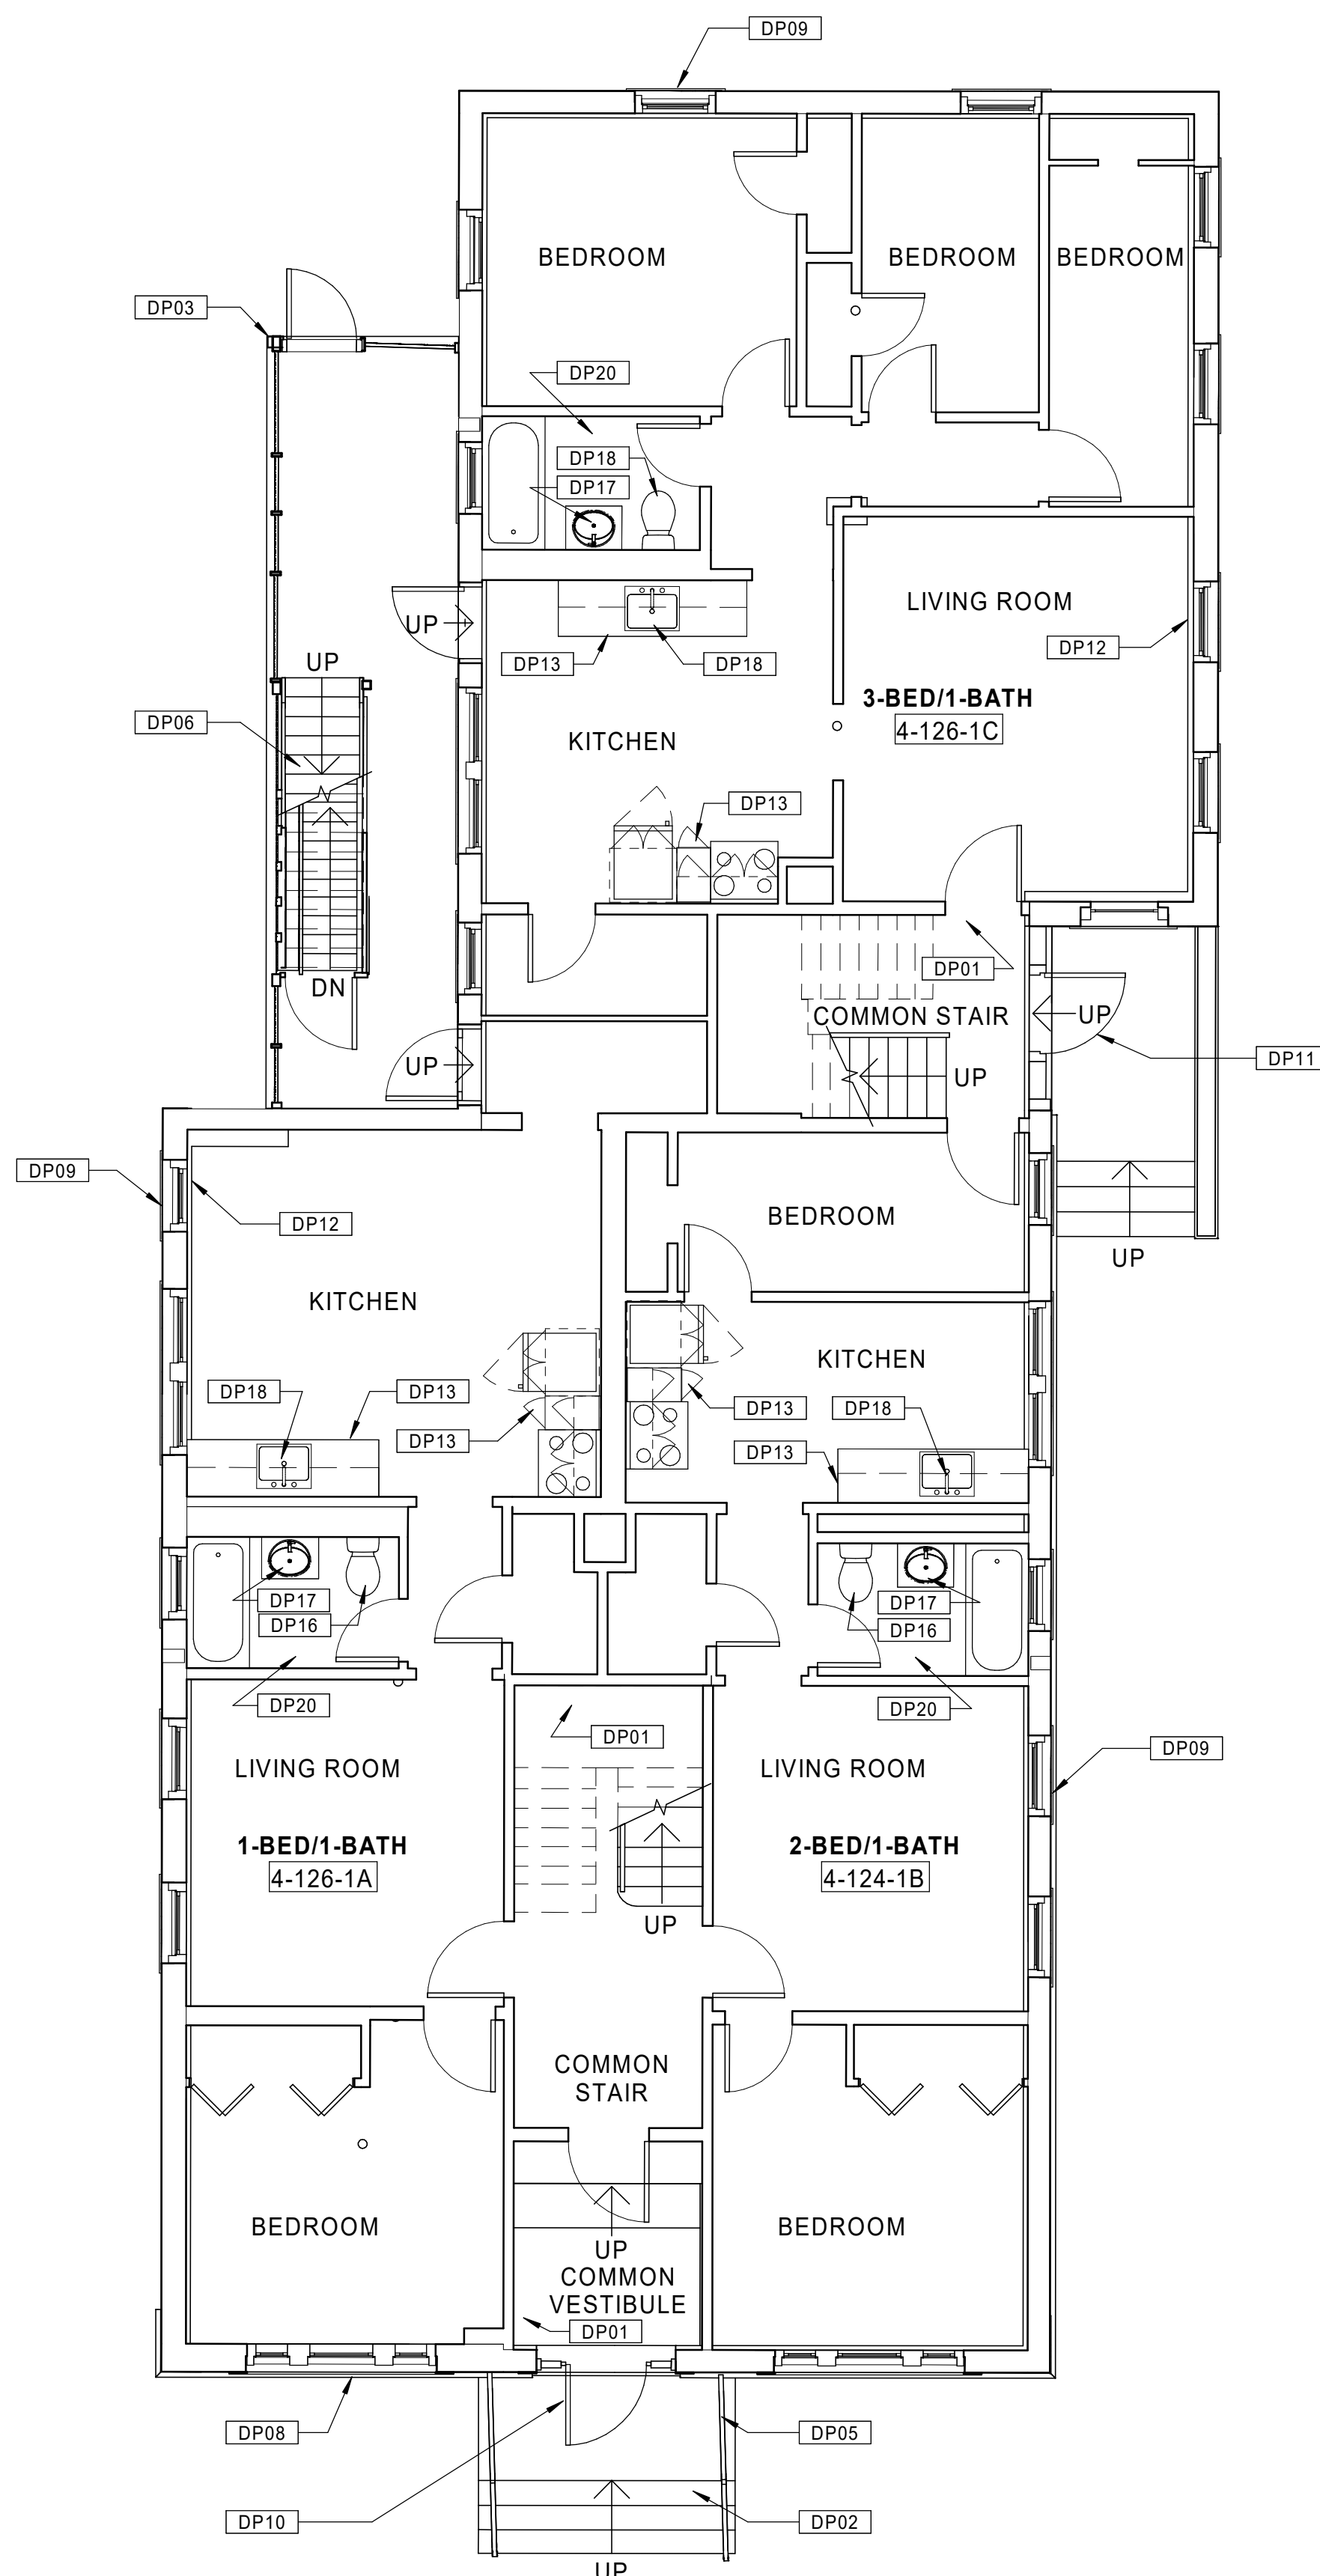 DP09
BEDROOM
BEDROOM
BEDROOM
DP03
DP20
DP18
DP17
UP
LIVING ROOM
DP12
DP13
DP18
UP
3-BED/1-BATH
4-126-1C
DP06
KITCHEN
DP13
DP01
DN
COMMON STAIR
UP
UP
DP11
UP
DP09
DP12
BEDROOM
UP
KITCHEN
KITCHEN
DP18
DP13
DP13
DP18
DP13
DP13
DP17
DP16
DP17
DP16
DP20
DP20
DP01
DP09
LIVING ROOM
LIVING ROOM
1-BED/1-BATH
4-126-1A
2-BED/1-BATH
4-124-1B
UP
COMMON
STAIR
BEDROOM
BEDROOM
UP
COMMON
VESTIBULE
DP01
DP08
DP05
DP10
DP02
UP